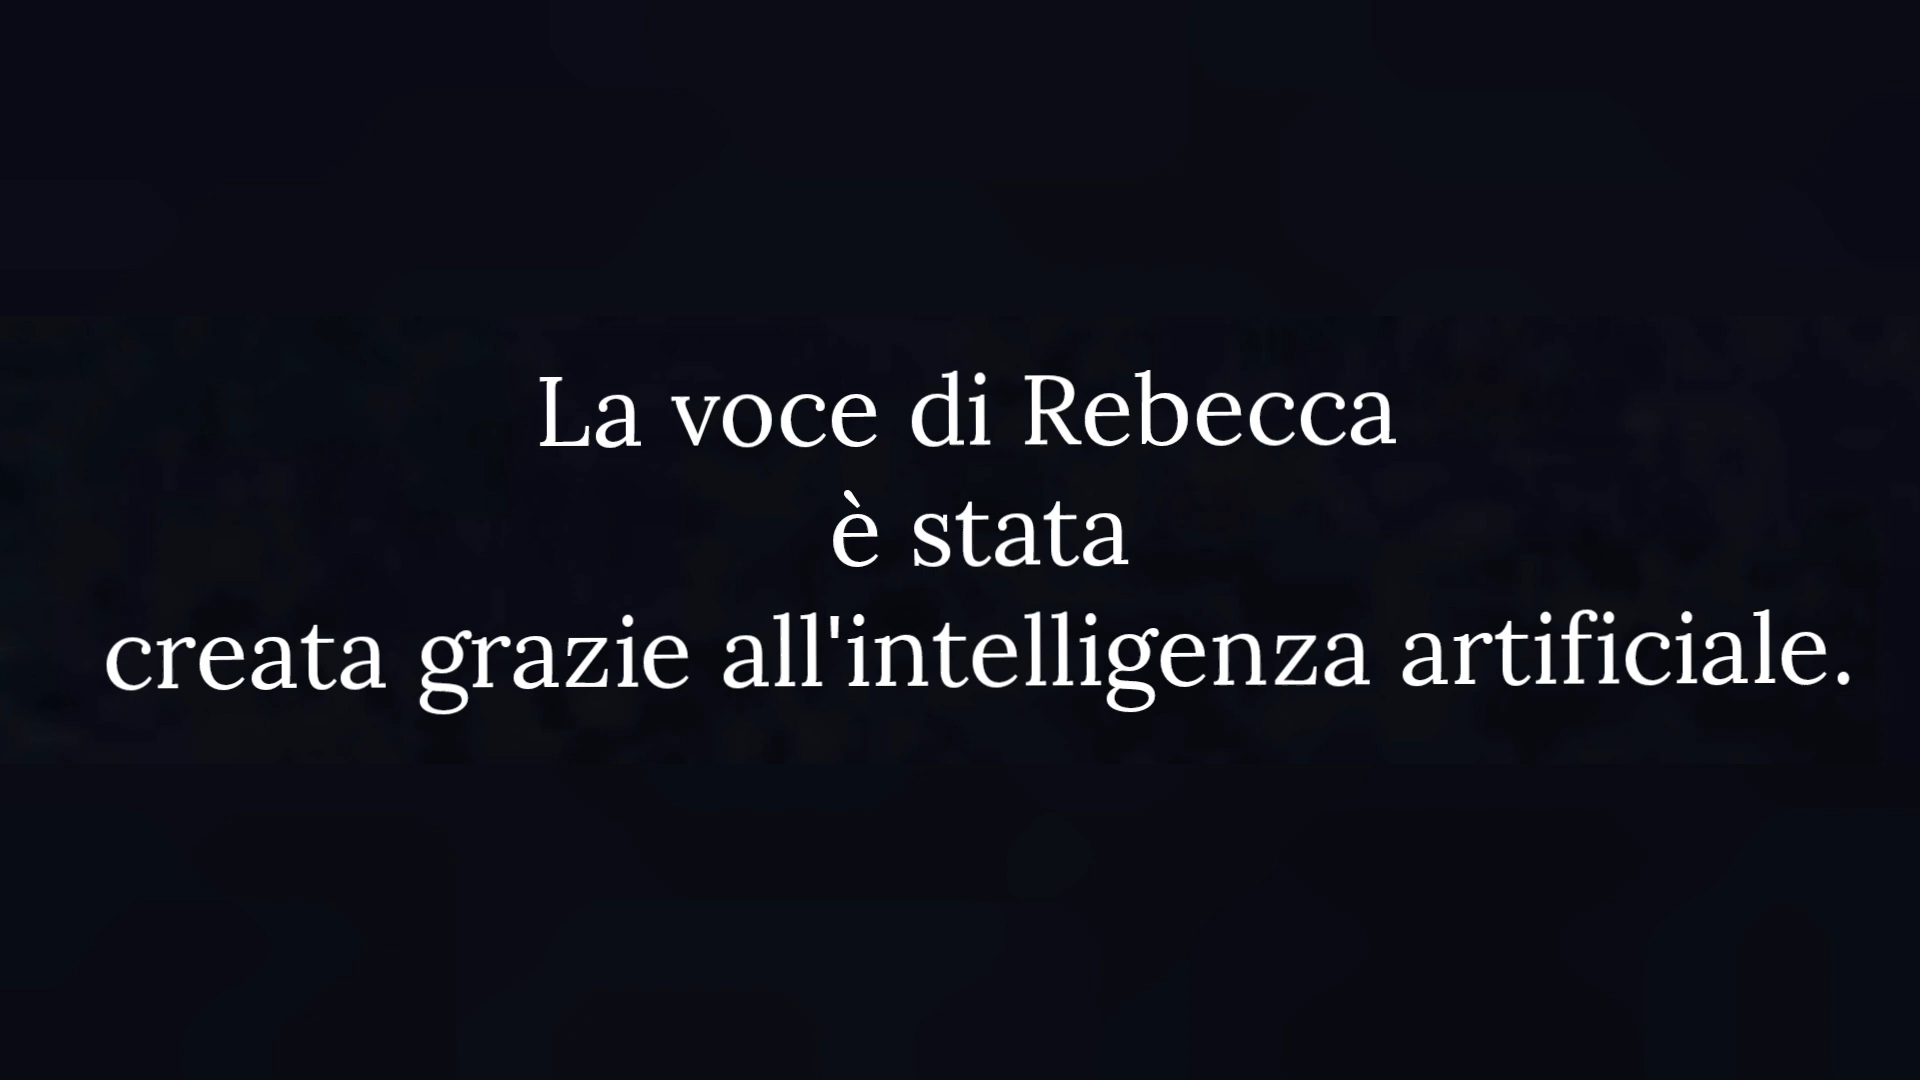 La voce di Rebecca
è stata
creata grazie all'intelligenza artificiale.